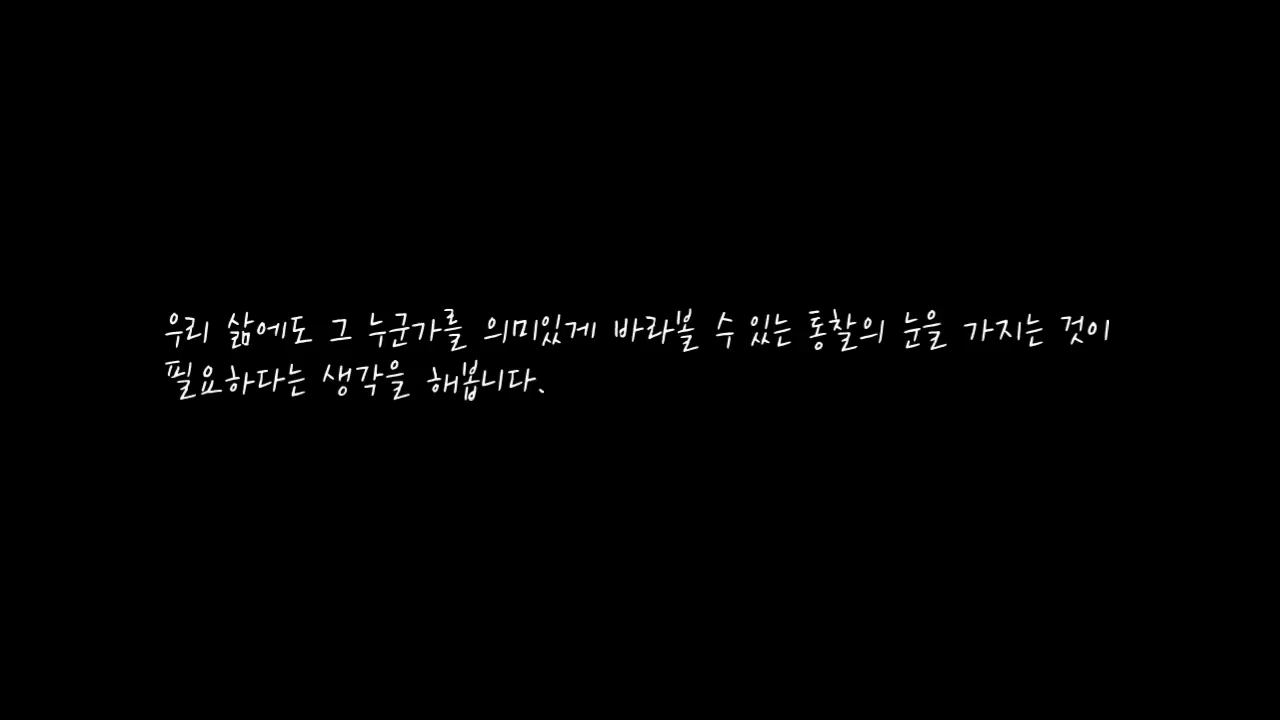 우리 삶에도 그 누군가를 의미있게 바라볼 수 있는 통찰의 눈을 가지는 것이
필요하다는 생각을 해봅니다.